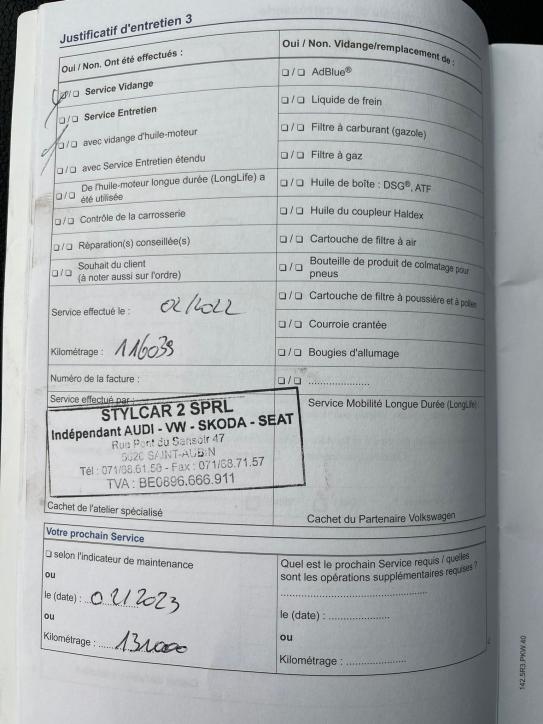 Justificatif d'entretien 3
Oui / Non. Ont été effectués :
❏ / ❏ Service Vidange
❏ / ❏ Service Entretien
❏ / ❏ avec vidange d'huile-moteur
❏ / ❏ avec Service Entretien étendu
❏ / ❏ De l'huile-moteur longue durée (LongLife) a
été utilisée
❏ / ❏ Contrôle de la carrosserie
❏ / ❏ Réparation(s) conseillée(s)
❏ / ❏ Souhait du client
(à noter aussi sur l'ordre)
Service effectué le : 02/2022
Kilométrage : 116039
Numéro de la facture :
Service effectué par :
STYLCAR 2 SPRL
Indépendant AUDI - VW - SKODA - SEAT
Rue Pont du Sansoir 47
5620 SAINT-AUBIN
Tél : 071/68.61.58 - Fax : 071/68.71.57
TVA : BE0896.666.911
Cachet de l'atelier spécialisé
Oui / Non. Vidange/remplacement de :
❏ / ❏ AdBlue®
❏ / ❏ Liquide de frein
❏ / ❏ Filtre à carburant (gazole)
❏ / ❏ Filtre à gaz
❏ / ❏ Huile de boîte : DSG®, ATF
❏ / ❏ Huile du coupleur Haldex
❏ / ❏ Cartouche de filtre à air
❏ / ❏ Bouteille de produit de colmatage pour
pneus
❏ / ❏ Cartouche de filtre à poussière et à pollen
❏ / ❏ Courroie crantée
❏ / ❏ Bougies d'allumage
❏ / ❏ ....................
Service Mobilité Longue Durée (LongLife)
Cachet du Partenaire Volkswagen
Votre prochain Service
❏ selon l'indicateur de maintenance
ou
le (date) : 02/2023
ou
Kilométrage : 131000
Quel est le prochain Service requis / quelles
sont les opérations supplémentaires requises ?
................................................
le (date) : ....................
ou
Kilométrage : ....................
142.5R3.PKW.40